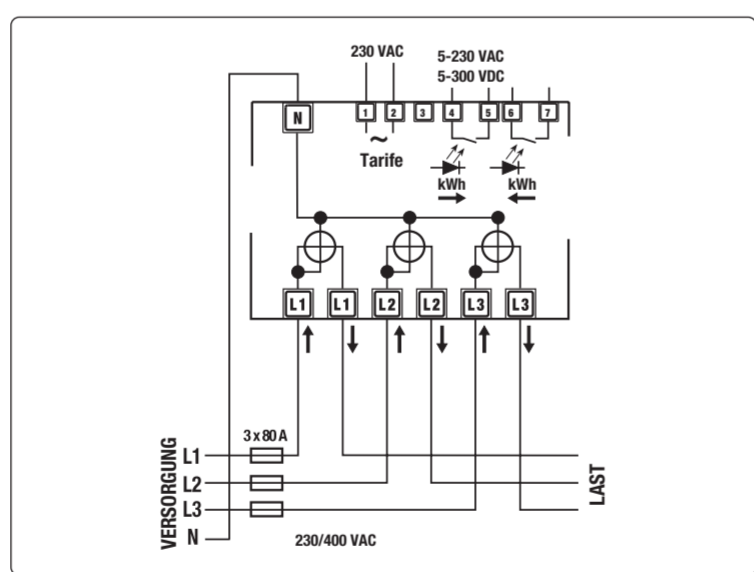 230 VAC
5-230 VAC
5-300 VDC
N
1 2 3 4 5 6 7
~
Tarife
kWh kWh
L1 L1 L2 L2 L3 L3
3 x 80 A
VERSORGUNG
L1
L2
L3
N
LAST
230/400 VAC